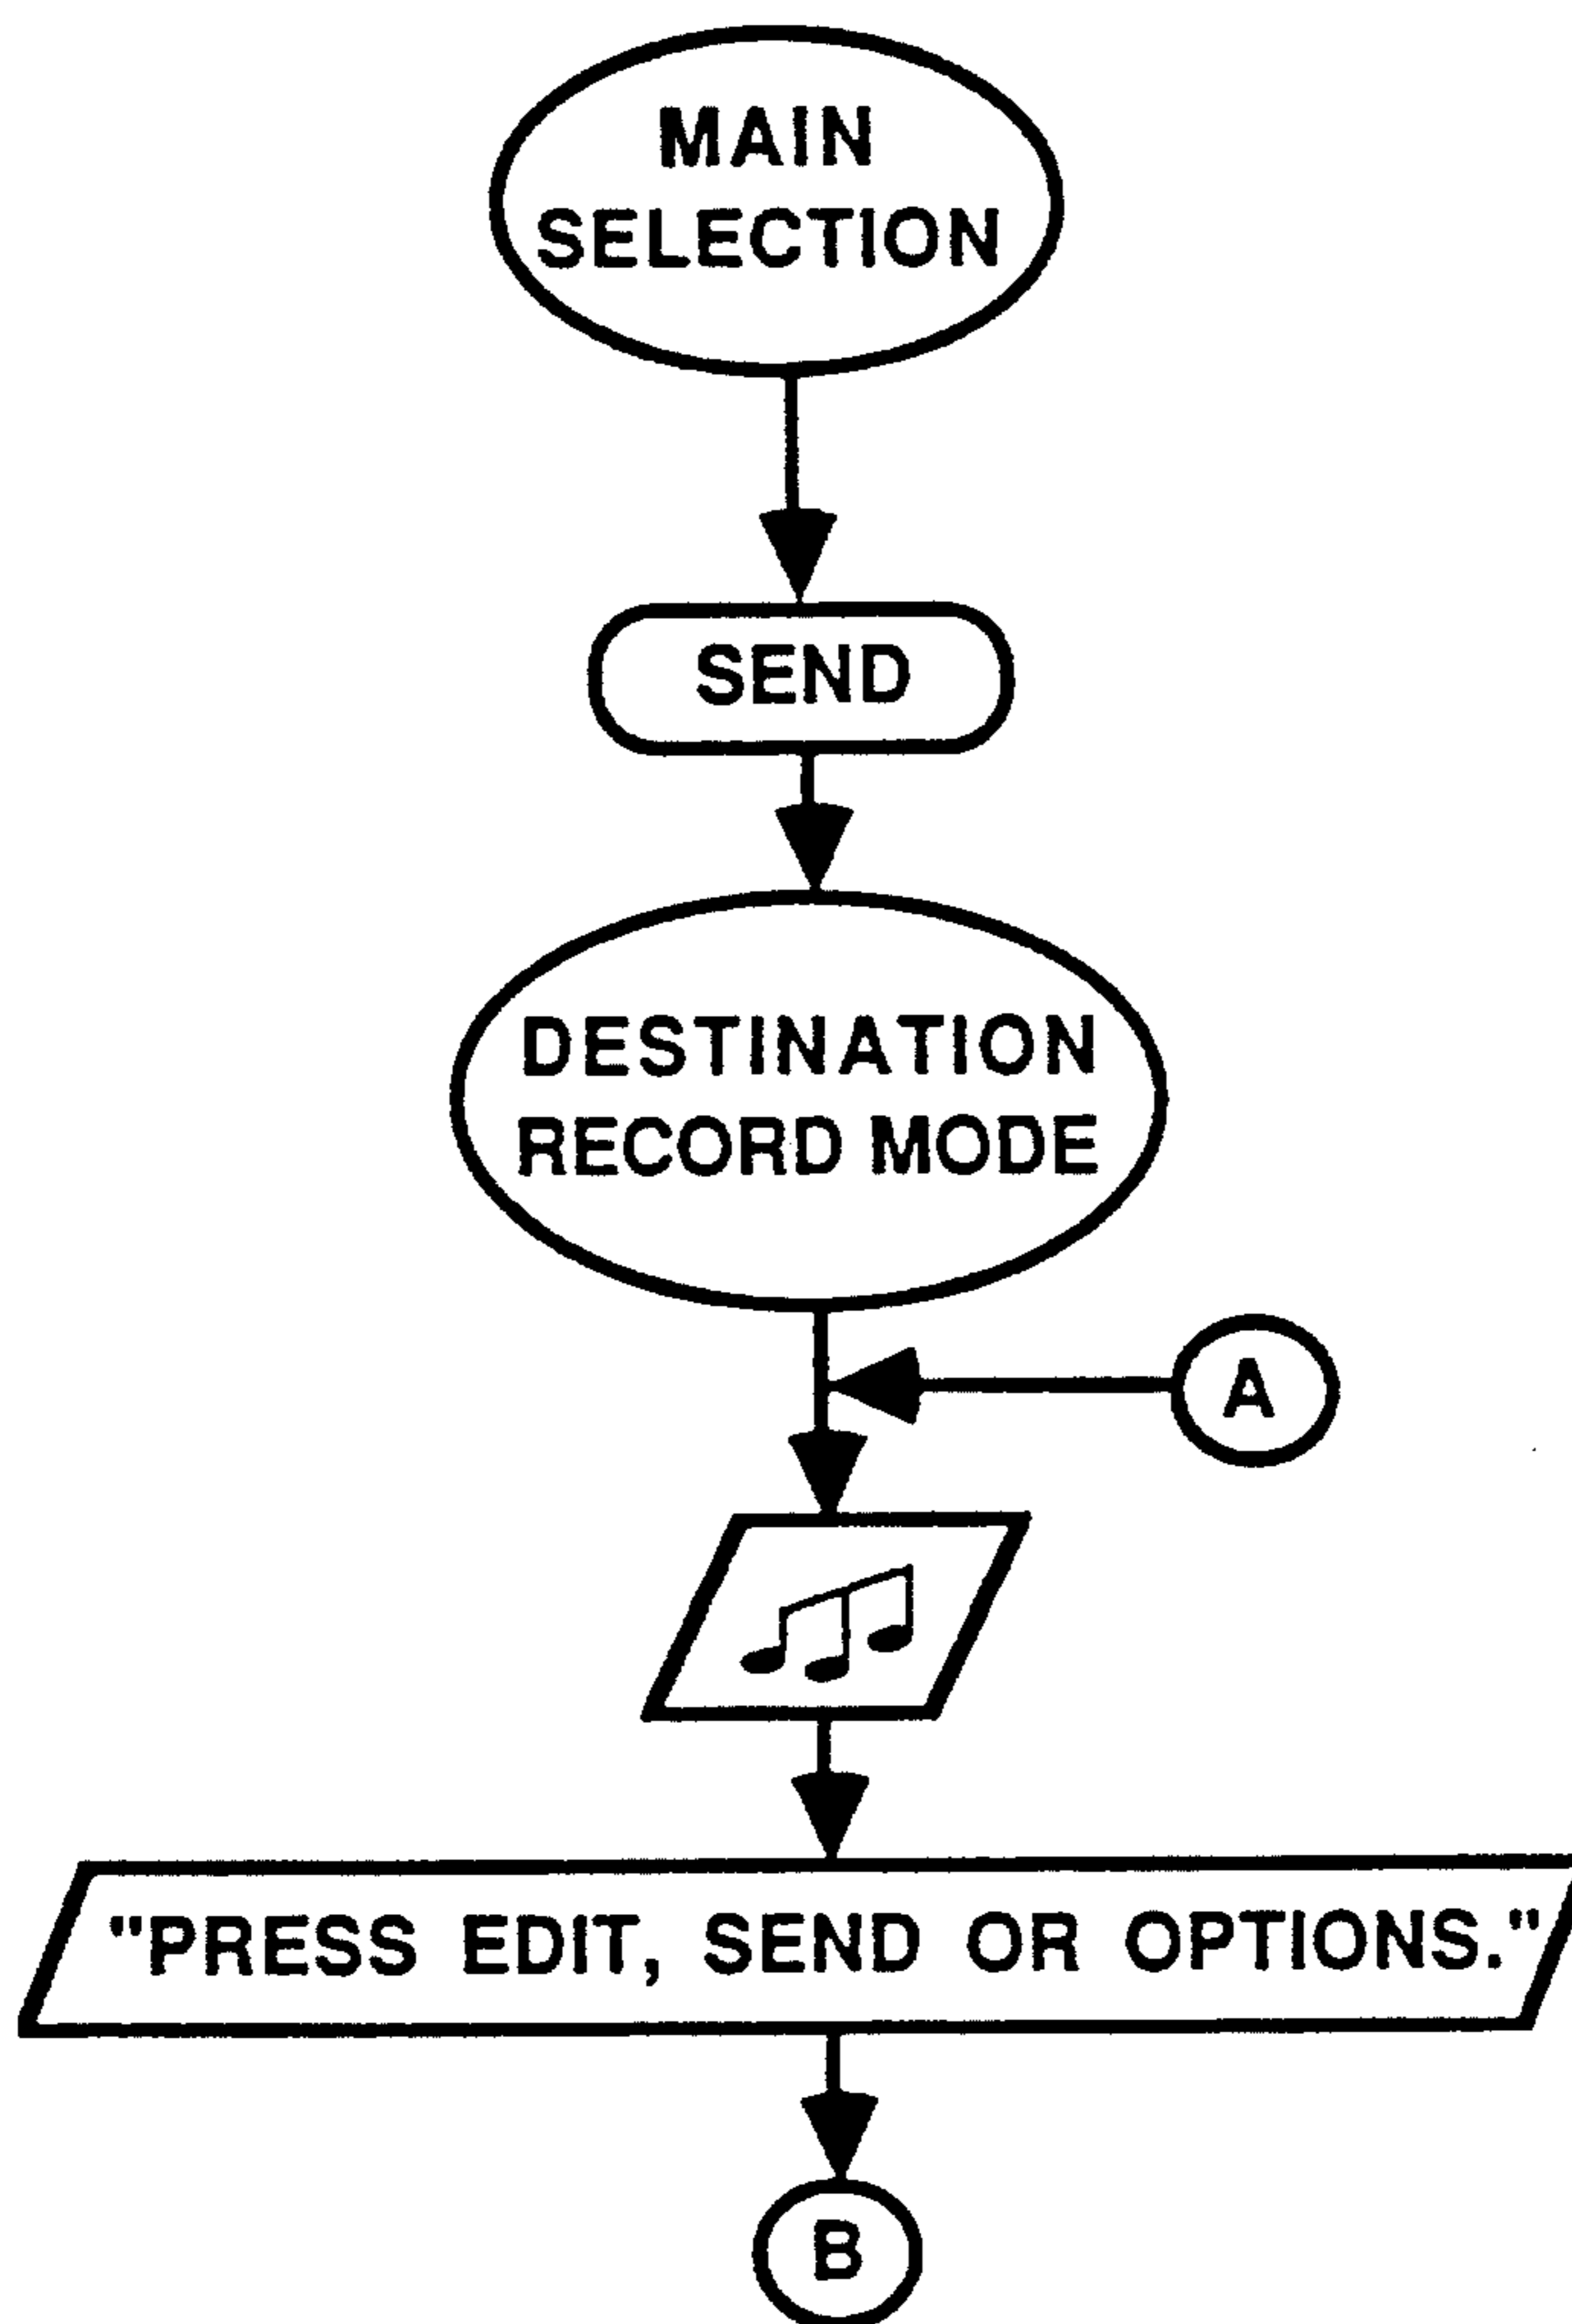 MAIN
SELECTION
SEND
DESTINATION
RECORD MODE
A
"PRESS EDIT, SEND OR OPTIONS."
B